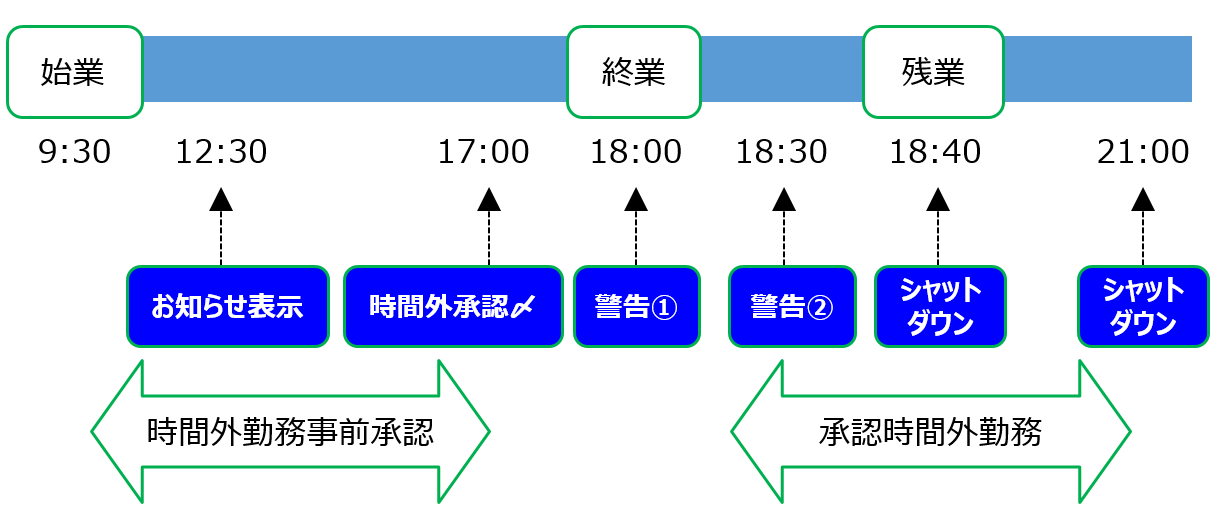 始業
終業
残業
9:30
12:30
17:00
18:00
18:30
18:40
21:00
お知らせ表示
時間外承認〆
警告①
警告②
シャット
ダウン
シャット
ダウン
時間外勤務事前承認
承認時間外勤務